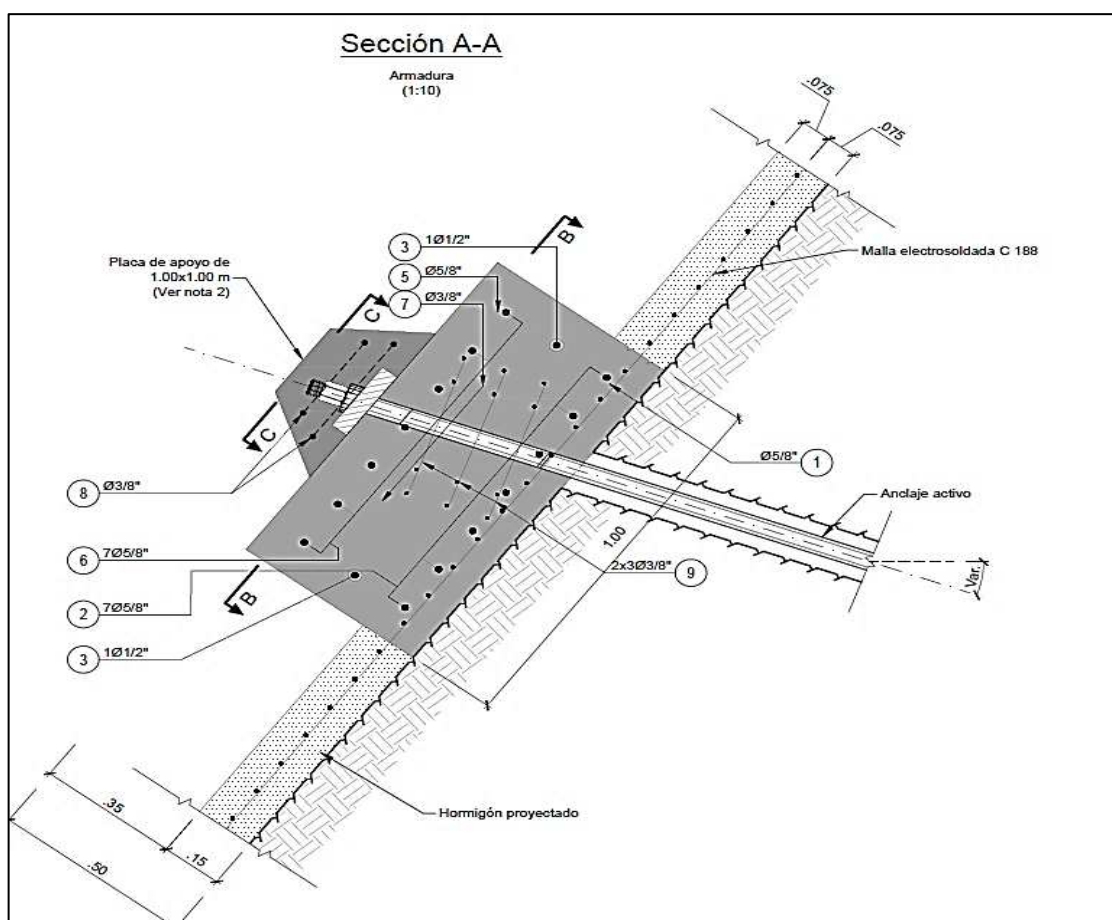 Sección A-A
Armadura
(1:10)
.075
.075
B
3 1Ø1/2"
5 Ø5/8"
7 Ø3/8"
Malla electrosoldada C 188
Placa de apoyo de
1.00x1.00 m
(Ver nota 2)
C
C
Ø5/8" 1
8 Ø3/8"
Anclaje activo
1.00
6 7Ø5/8"
2x3Ø3/8" 9
Var.
B
2 7Ø5/8"
3 1Ø1/2"
Hormigón proyectado
.35
.15
.50